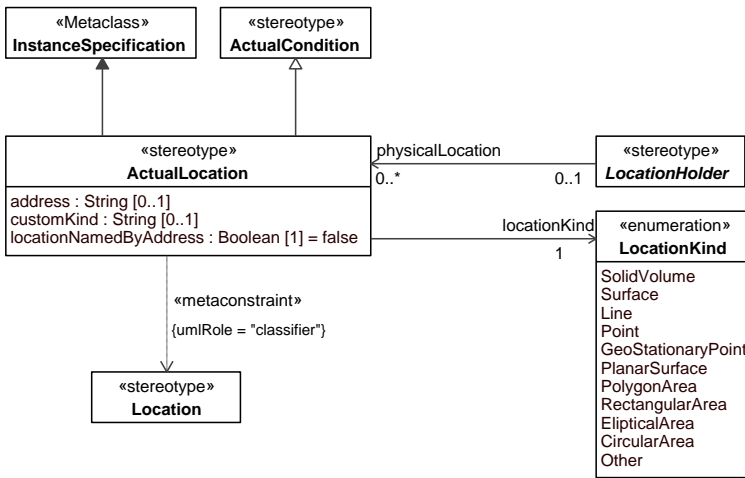 «Metaclass»
InstanceSpecification
«stereotype»
ActualCondition
«stereotype»
ActualLocation
address : String [0..1]
customKind : String [0..1]
locationNamedByAddress : Boolean [1] = false
physicalLocation
0..*
0..1
«stereotype»
LocationHolder
locationKind
1
«enumeration»
LocationKind
SolidVolume
Surface
Line
Point
GeoStationaryPoint
PlanarSurface
PolygonArea
RectangularArea
ElipticalArea
CircularArea
Other
«metaconstraint»
{umlRole = "classifier"}
«stereotype»
Location